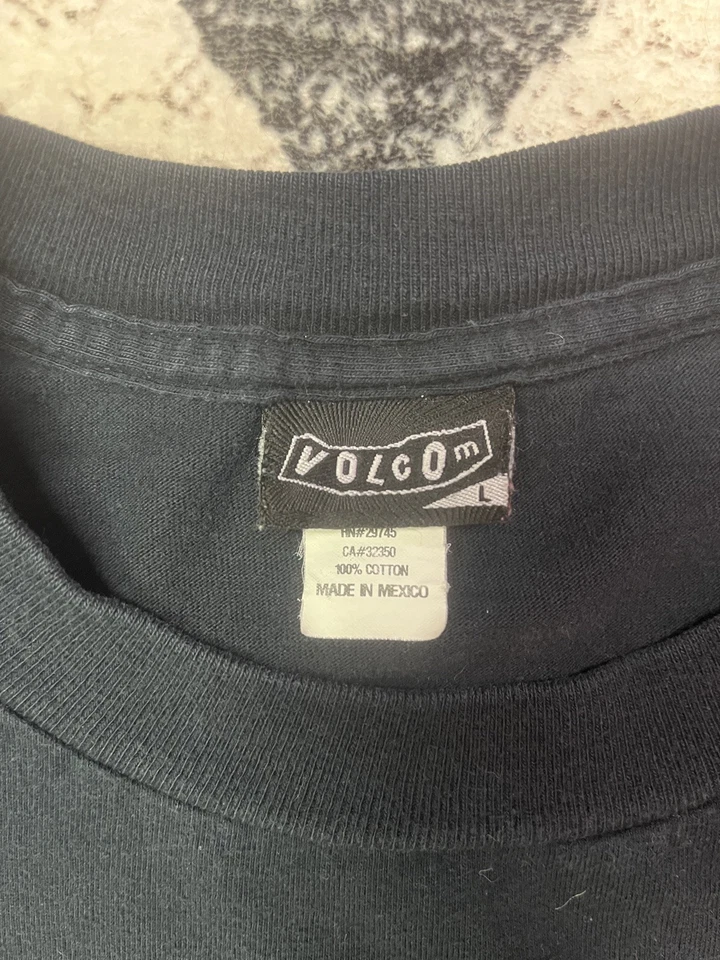 VOLCOm
L
RN#29745
CA#32350
100% COTTON
MADE IN MEXICO